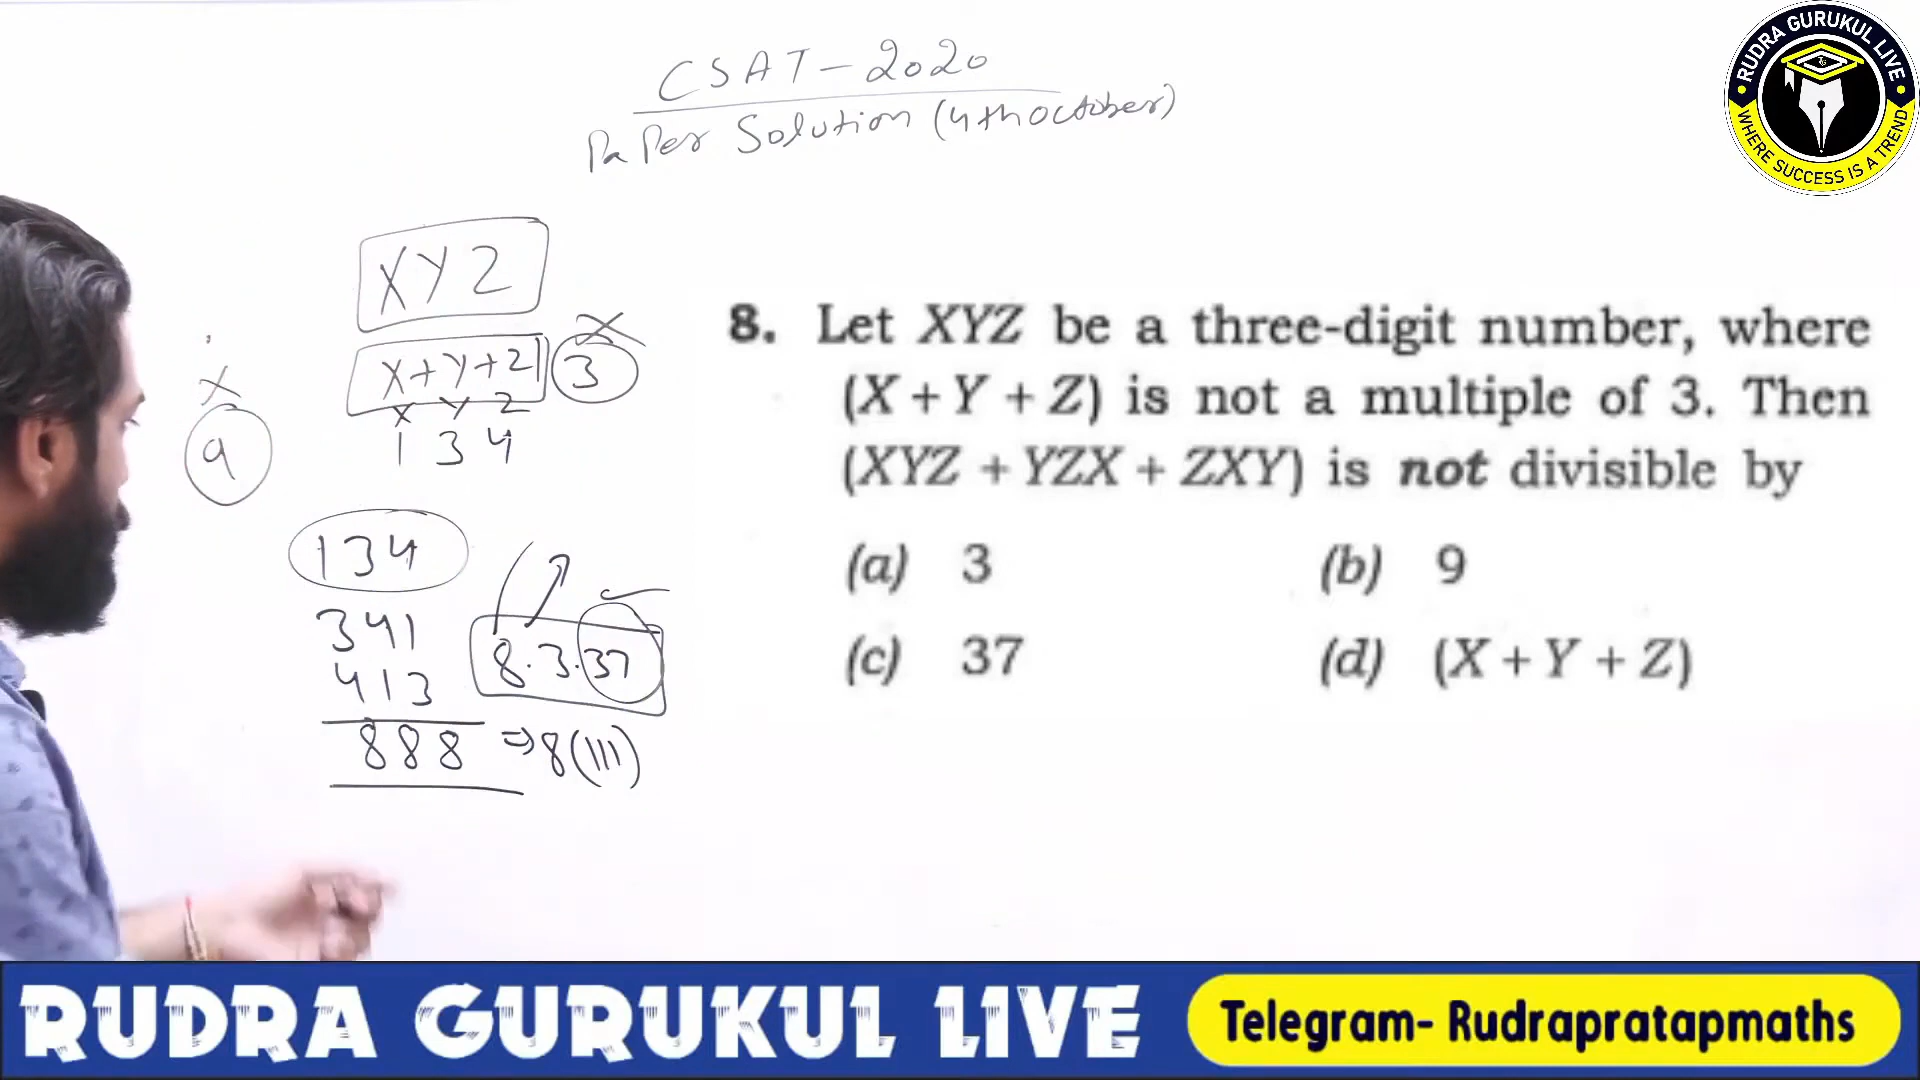 CSAT-2020
Paper Solution (4th october)
RUDRA GURUKUL LIVE
WHERE SUCCESS IS A TREND
XYZ
X+Y+Z 3
X Y Z
1 3 4
X
9
134
341
413
888 ⇒ 8(111)
8.3.37
8. Let XYZ be a three-digit number, where
(X + Y + Z) is not a multiple of 3. Then
(XYZ + YZX + ZXY) is not divisible by
(a) 3 (b) 9
(c) 37 (d) (X + Y + Z)
RUDRA GURUKUL LIVE
Telegram- Rudrapratapmaths